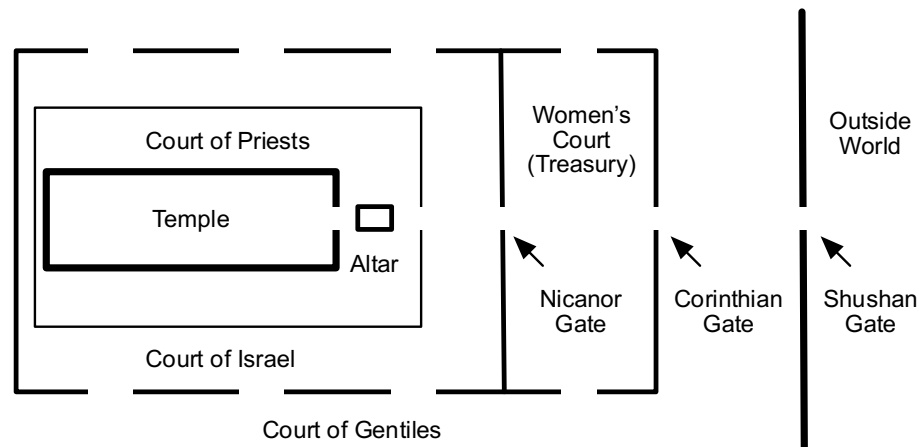 Court of Priests
Temple
Altar
Court of Israel
Court of Gentiles
Women's
Court
(Treasury)
Nicanor
Gate
Corinthian
Gate
Outside
World
Shushan
Gate